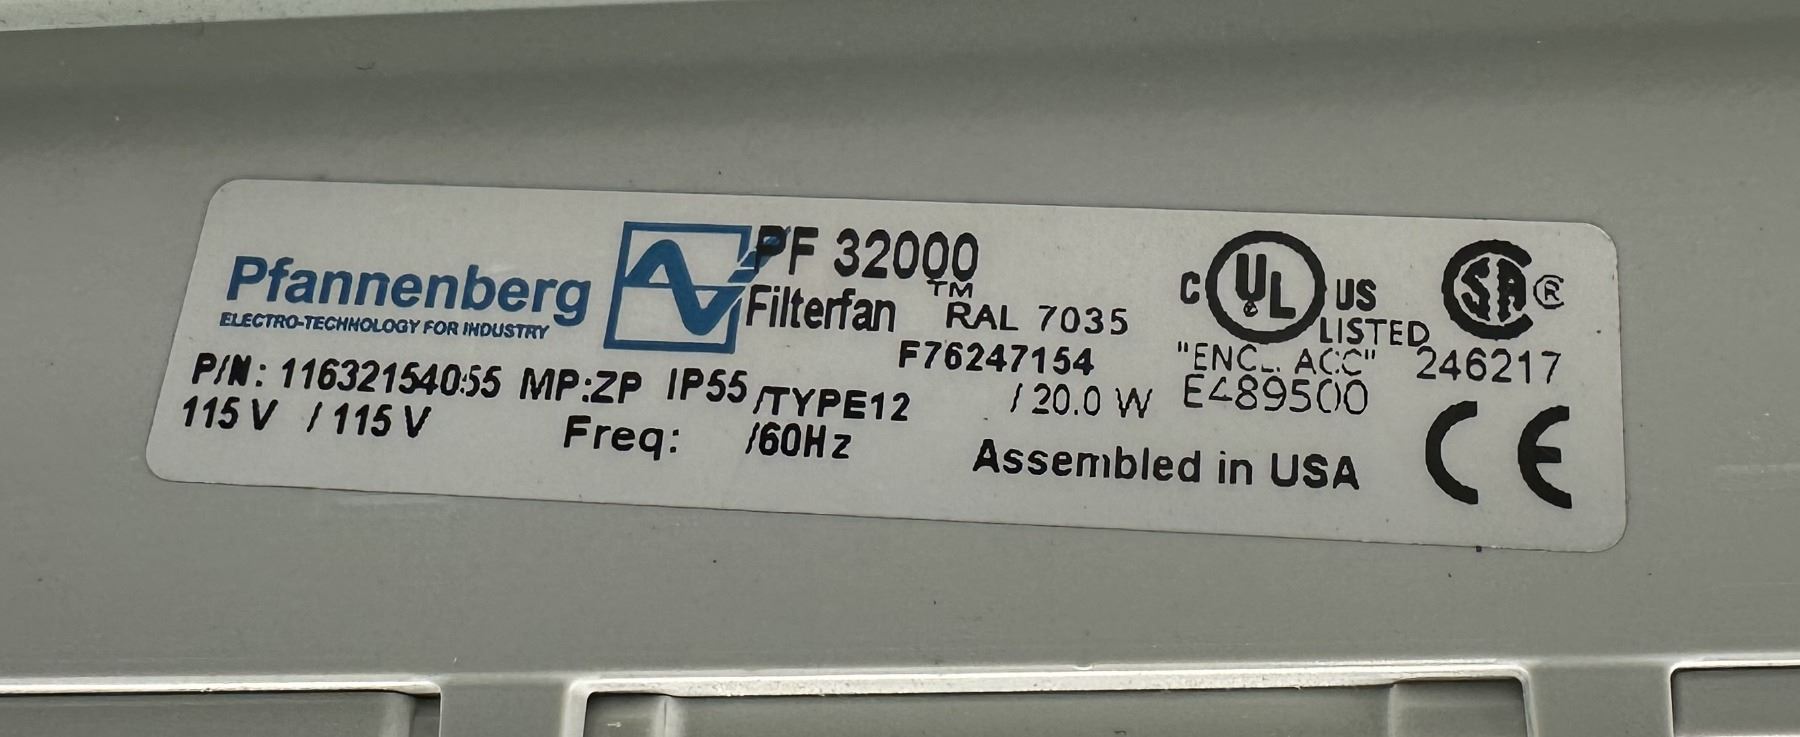 Pfannenberg
ELECTRO-TECHNOLOGY FOR INDUSTRY
PF 32000
Filterfan ™ RAL 7035
F76247154
P/N: 11632154055 MP:ZP IP55 /TYPE12
/ 20.0 W
115 V / 115 V
Freq: /60Hz
Assembled in USA
C UL US
LISTED
"ENCL. ACC"
E489500
SA ®
246217
CE